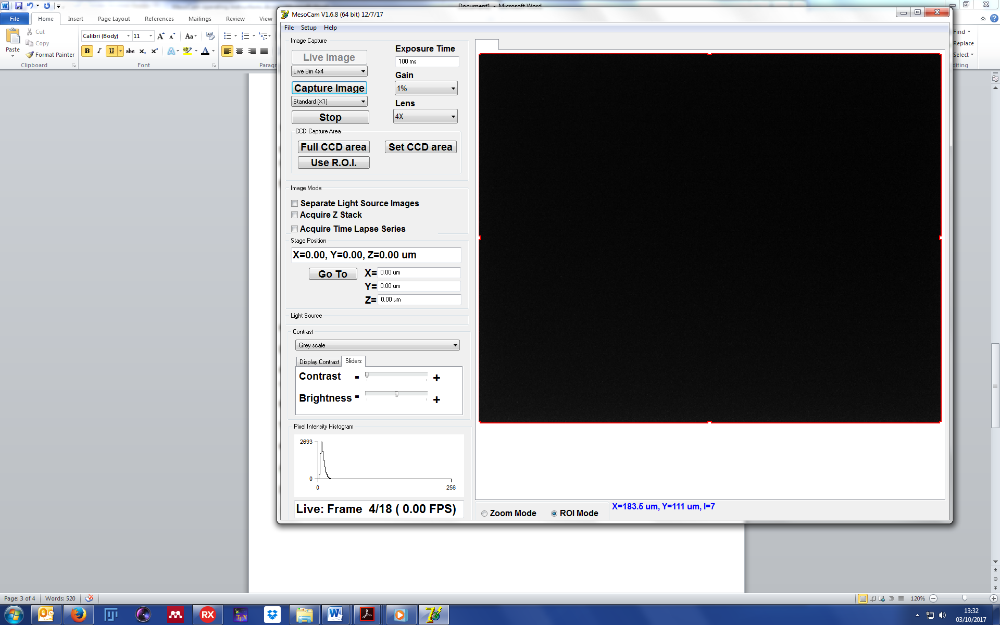 Document1 - Microsoft Word
File Home Insert Page Layout References Mailings Review View
Paste
Cut
Copy
Format Painter
Clipboard
Calibri (Body) 11
Aa
B I U abc x₂ x² A A
Font
Paragr
Find
Replace
Select
diting
MesoCam V1.6.8 (64 bit) 12/7/17
File Setup Help
Image Capture
Live Image
Live Bin 4x4
Capture Image
Standard (X1)
Stop
Exposure Time
100 ms
Gain
1%
Lens
4X
CCD Capture Area
Full CCD area
Set CCD area
Use R.O.I.
Image Mode
Separate Light Source Images
Acquire Z Stack
Acquire Time Lapse Series
Stage Position
X=0.00, Y=0.00, Z=0.00 um
Go To
X= 0.00 um
Y= 0.00 um
Z= 0.00 um
Light Source
Contrast
Grey scale
Display Contrast Sliders
Contrast - +
Brightness - +
Pixel Intensity Histogram
2693
0
0 256
Live: Frame 4/18 ( 0.00 FPS)
Zoom Mode
ROI Mode
X=183.5 um, Y=111 um, I=7
Page: 3 of 4 Words: 520
120%
RX
TEX
13:32
03/10/2017